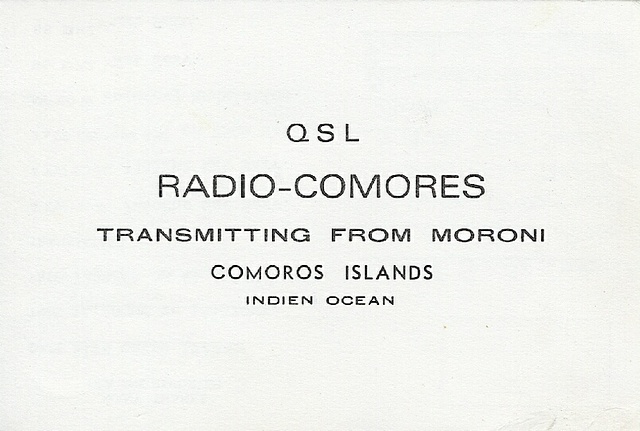 QSL
RADIO-COMORES
TRANSMITTING FROM MORONI
COMOROS ISLANDS
INDIEN OCEAN